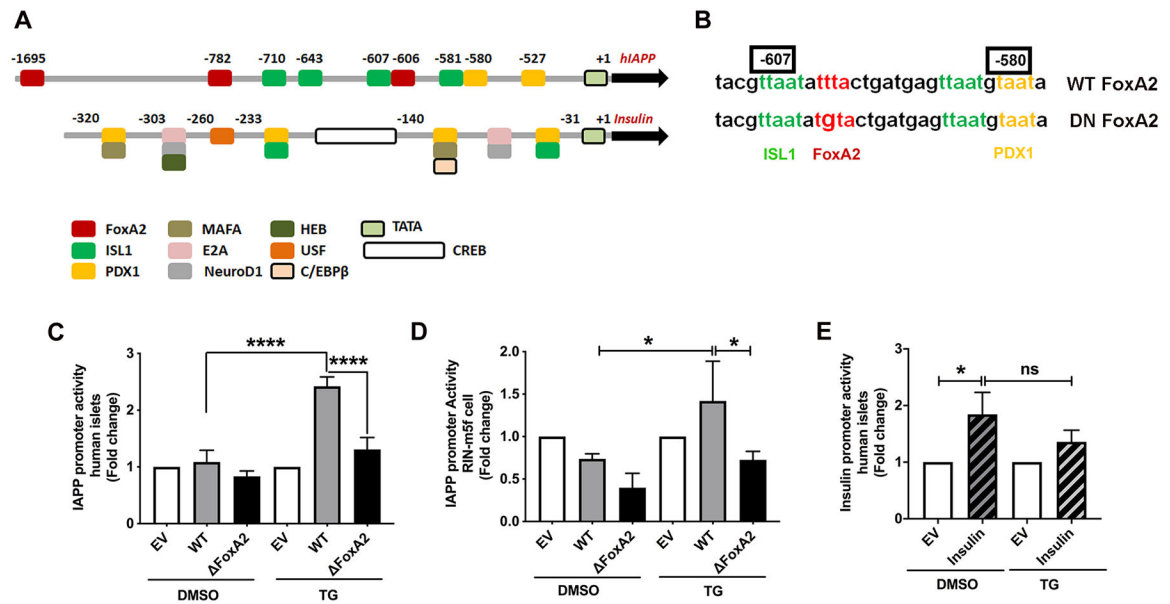 A
-1695 -782 -710 -643 -607 -606 -581 -580 -527 +1 hIAPP
-320 -303 -260 -233 -140 -31 +1 Insulin
FoxA2 MAFA HEB TATA
ISL1 E2A USF CREB
PDX1 NeuroD1 C/EBPβ
B
-607 -580
tacgttaatatttactgatgagttaatgtaata WT FoxA2
tacgttaatatgtactgatgagttaatgtaata DN FoxA2
ISL1 FoxA2 PDX1
C
IAPP promoter activity
human islets
(Fold change)
3
2
1
0
**** ****
EV WT ΔFoxA2 EV WT ΔFoxA2
DMSO TG
D
IAPP promoter Activity
RIN-m5f cell
(Fold change)
2.0
1.5
1.0
0.5
0.0
* *
EV WT ΔFoxA2 EV WT ΔFoxA2
DMSO TG
E
Insulin promoter activity
human islets
(Fold change)
3
2
1
0
* ns
EV Insulin EV Insulin
DMSO TG